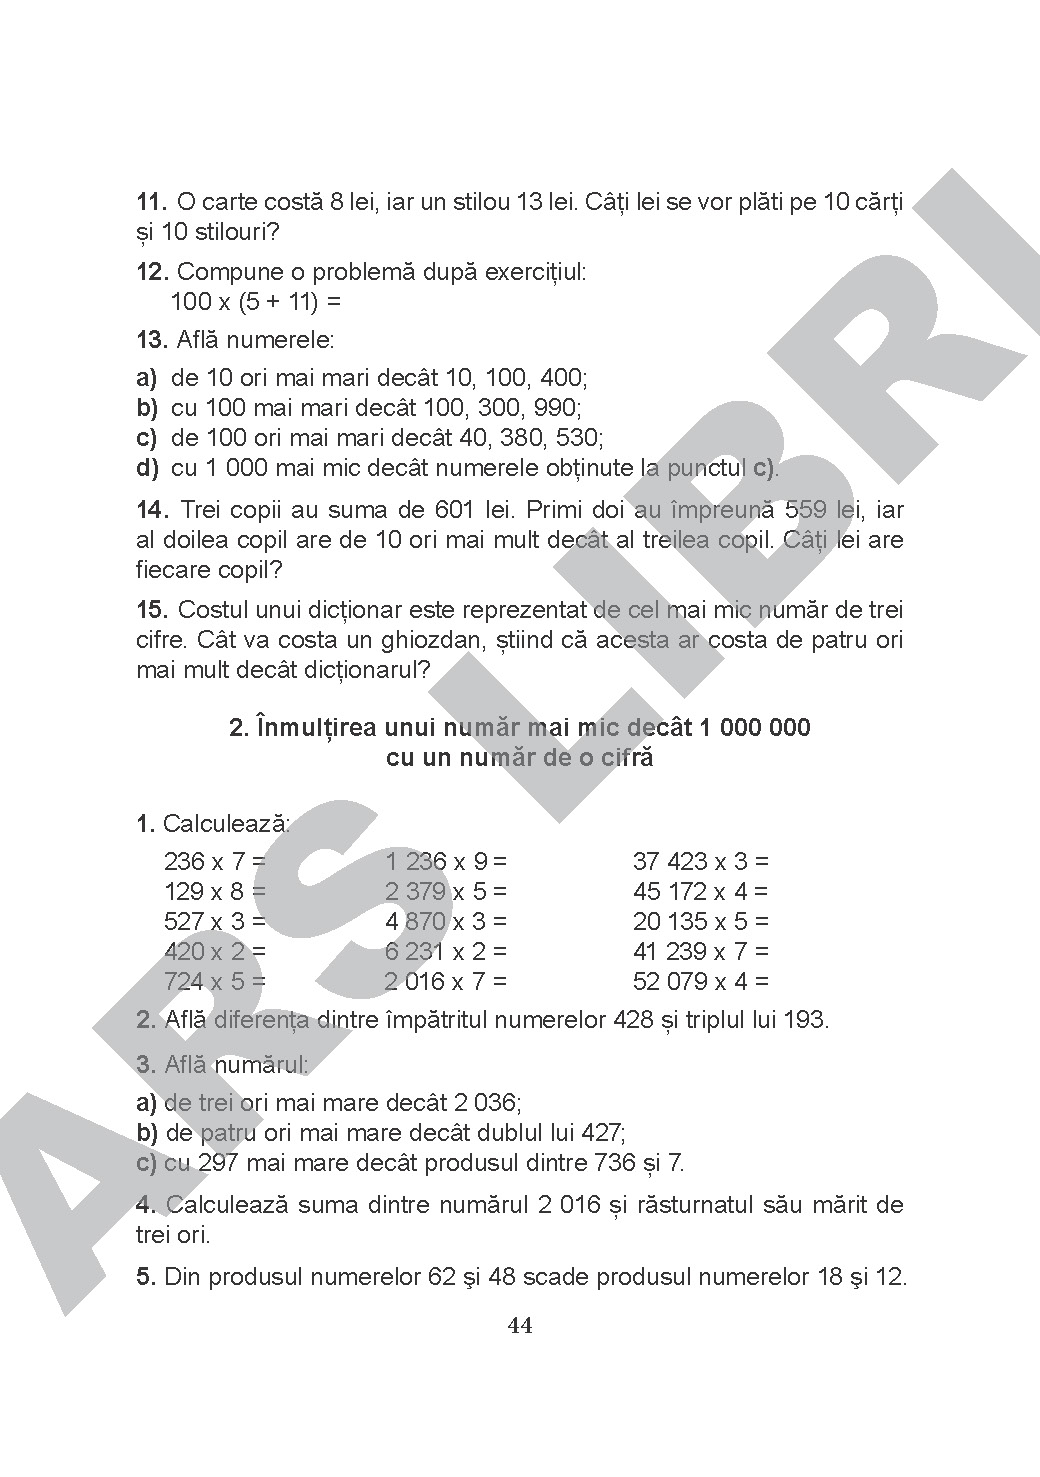 11. O carte costă 8 lei, iar un stilou 13 lei. Câți lei se vor plăti pe 10 cărți
și 10 stilouri?
12. Compune o problemă după exercițiul:
100 x (5 + 11) =
13. Află numerele:
a) de 10 ori mai mari decât 10, 100, 400;
b) cu 100 mai mari decât 100, 300, 990;
c) de 100 ori mai mari decât 40, 380, 530;
d) cu 1 000 mai mic decât numerele obținute la punctul c).
14. Trei copii au suma de 601 lei. Primi doi au împreună 559 lei, iar
al doilea copil are de 10 ori mai mult decât al treilea copil. Câți lei are
fiecare copil?
15. Costul unui dicționar este reprezentat de cel mai mic număr de trei
cifre. Cât va costa un ghiozdan, știind că acesta ar costa de patru ori
mai mult decât dicționarul?
2. Înmulțirea unui număr mai mic decât 1 000 000
cu un număr de o cifră
1. Calculează:
236 x 7 = 1 236 x 9 = 37 423 x 3 =
129 x 8 = 2 379 x 5 = 45 172 x 4 =
527 x 3 = 4 870 x 3 = 20 135 x 5 =
420 x 2 = 6 231 x 2 = 41 239 x 7 =
724 x 5 = 2 016 x 7 = 52 079 x 4 =
2. Află diferența dintre împătritul numerelor 428 și triplul lui 193.
3. Află numărul:
a) de trei ori mai mare decât 2 036;
b) de patru ori mai mare decât dublul lui 427;
c) cu 297 mai mare decât produsul dintre 736 și 7.
4. Calculează suma dintre numărul 2 016 și răsturnatul său mărit de
trei ori.
5. Din produsul numerelor 62 şi 48 scade produsul numerelor 18 şi 12.
44
ARS LIBRI